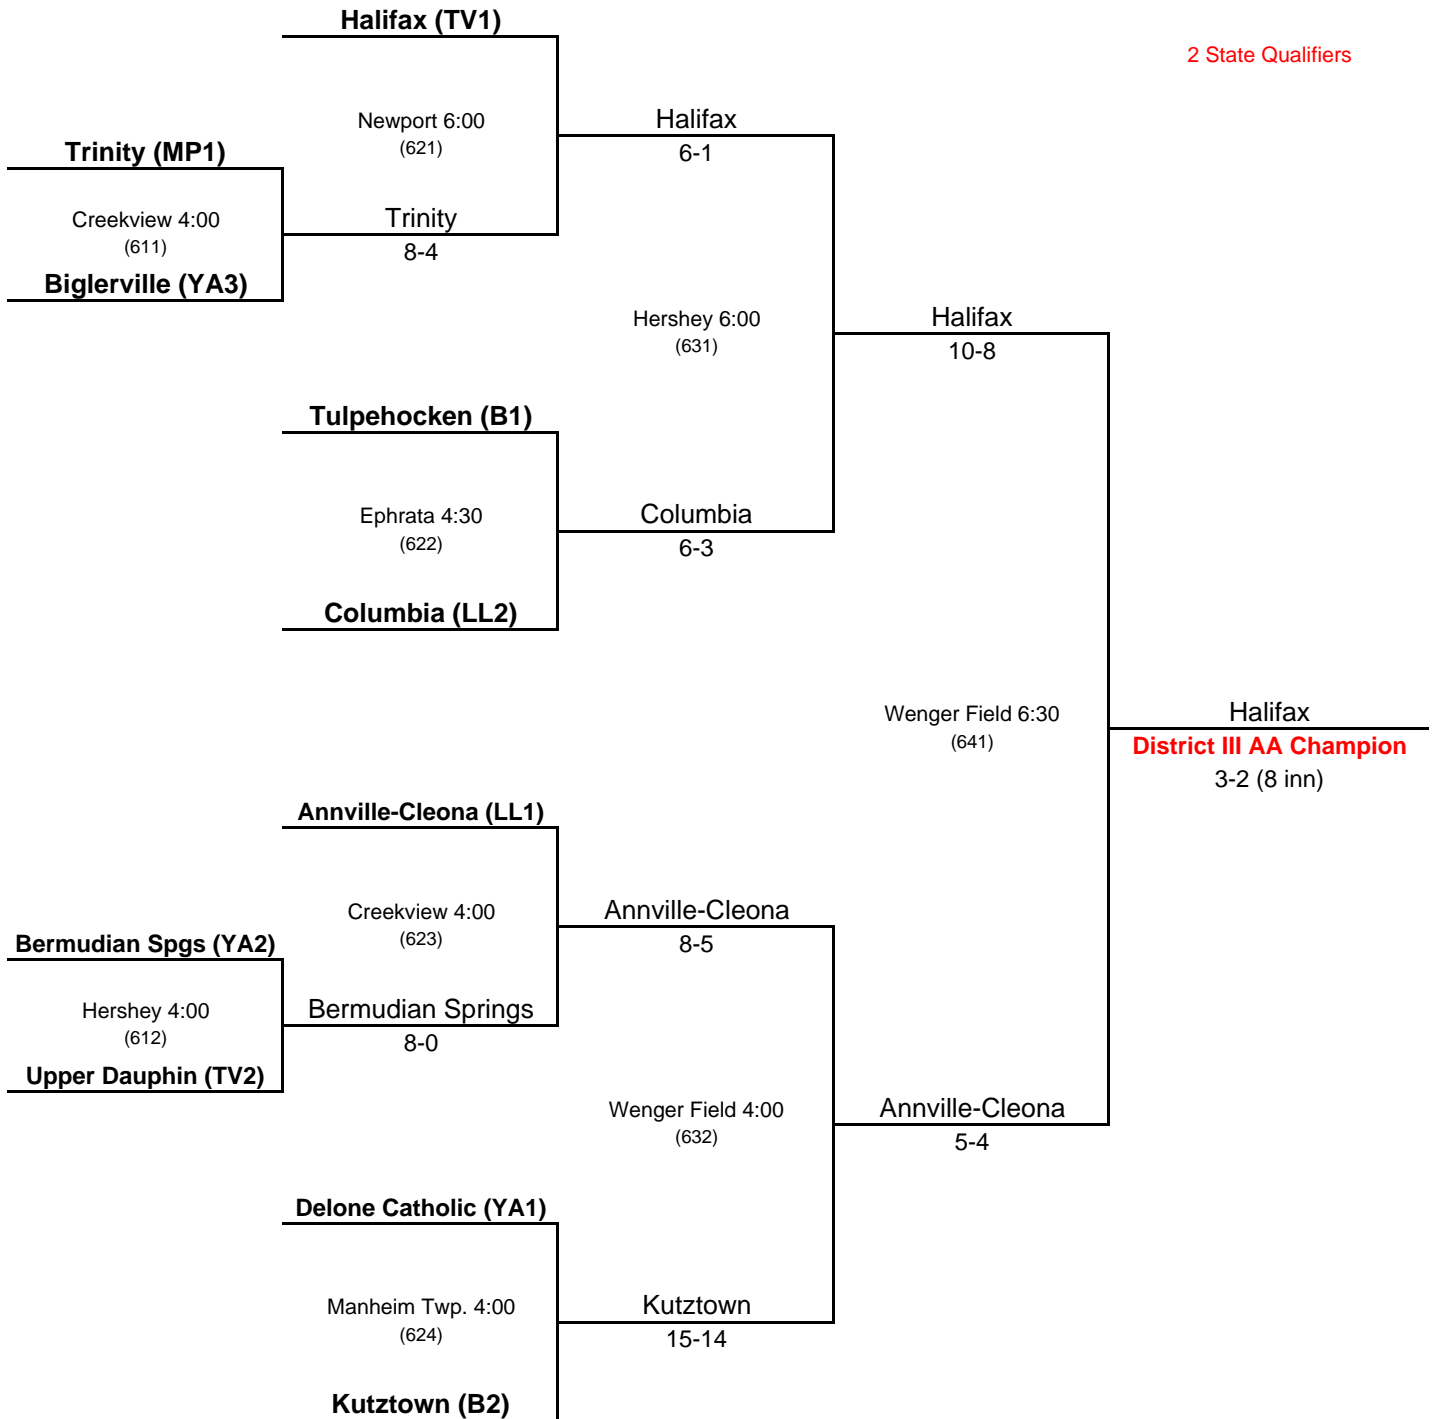 Halifax (TV1)
2 State Qualifiers
Newport 6:00
(621)
Halifax
6-1
Trinity (MP1)
Creekview 4:00
(611)
Trinity
8-4
Biglerville (YA3)
Hershey 6:00
(631)
Halifax
10-8
Tulpehocken (B1)
Ephrata 4:30
(622)
Columbia
6-3
Columbia (LL2)
Wenger Field 6:30
(641)
Halifax
District III AA Champion
3-2 (8 inn)
Annville-Cleona (LL1)
Creekview 4:00
(623)
Annville-Cleona
8-5
Bermudian Spgs (YA2)
Hershey 4:00
(612)
Bermudian Springs
8-0
Upper Dauphin (TV2)
Wenger Field 4:00
(632)
Annville-Cleona
5-4
Delone Catholic (YA1)
Manheim Twp. 4:00
(624)
Kutztown
15-14
Kutztown (B2)